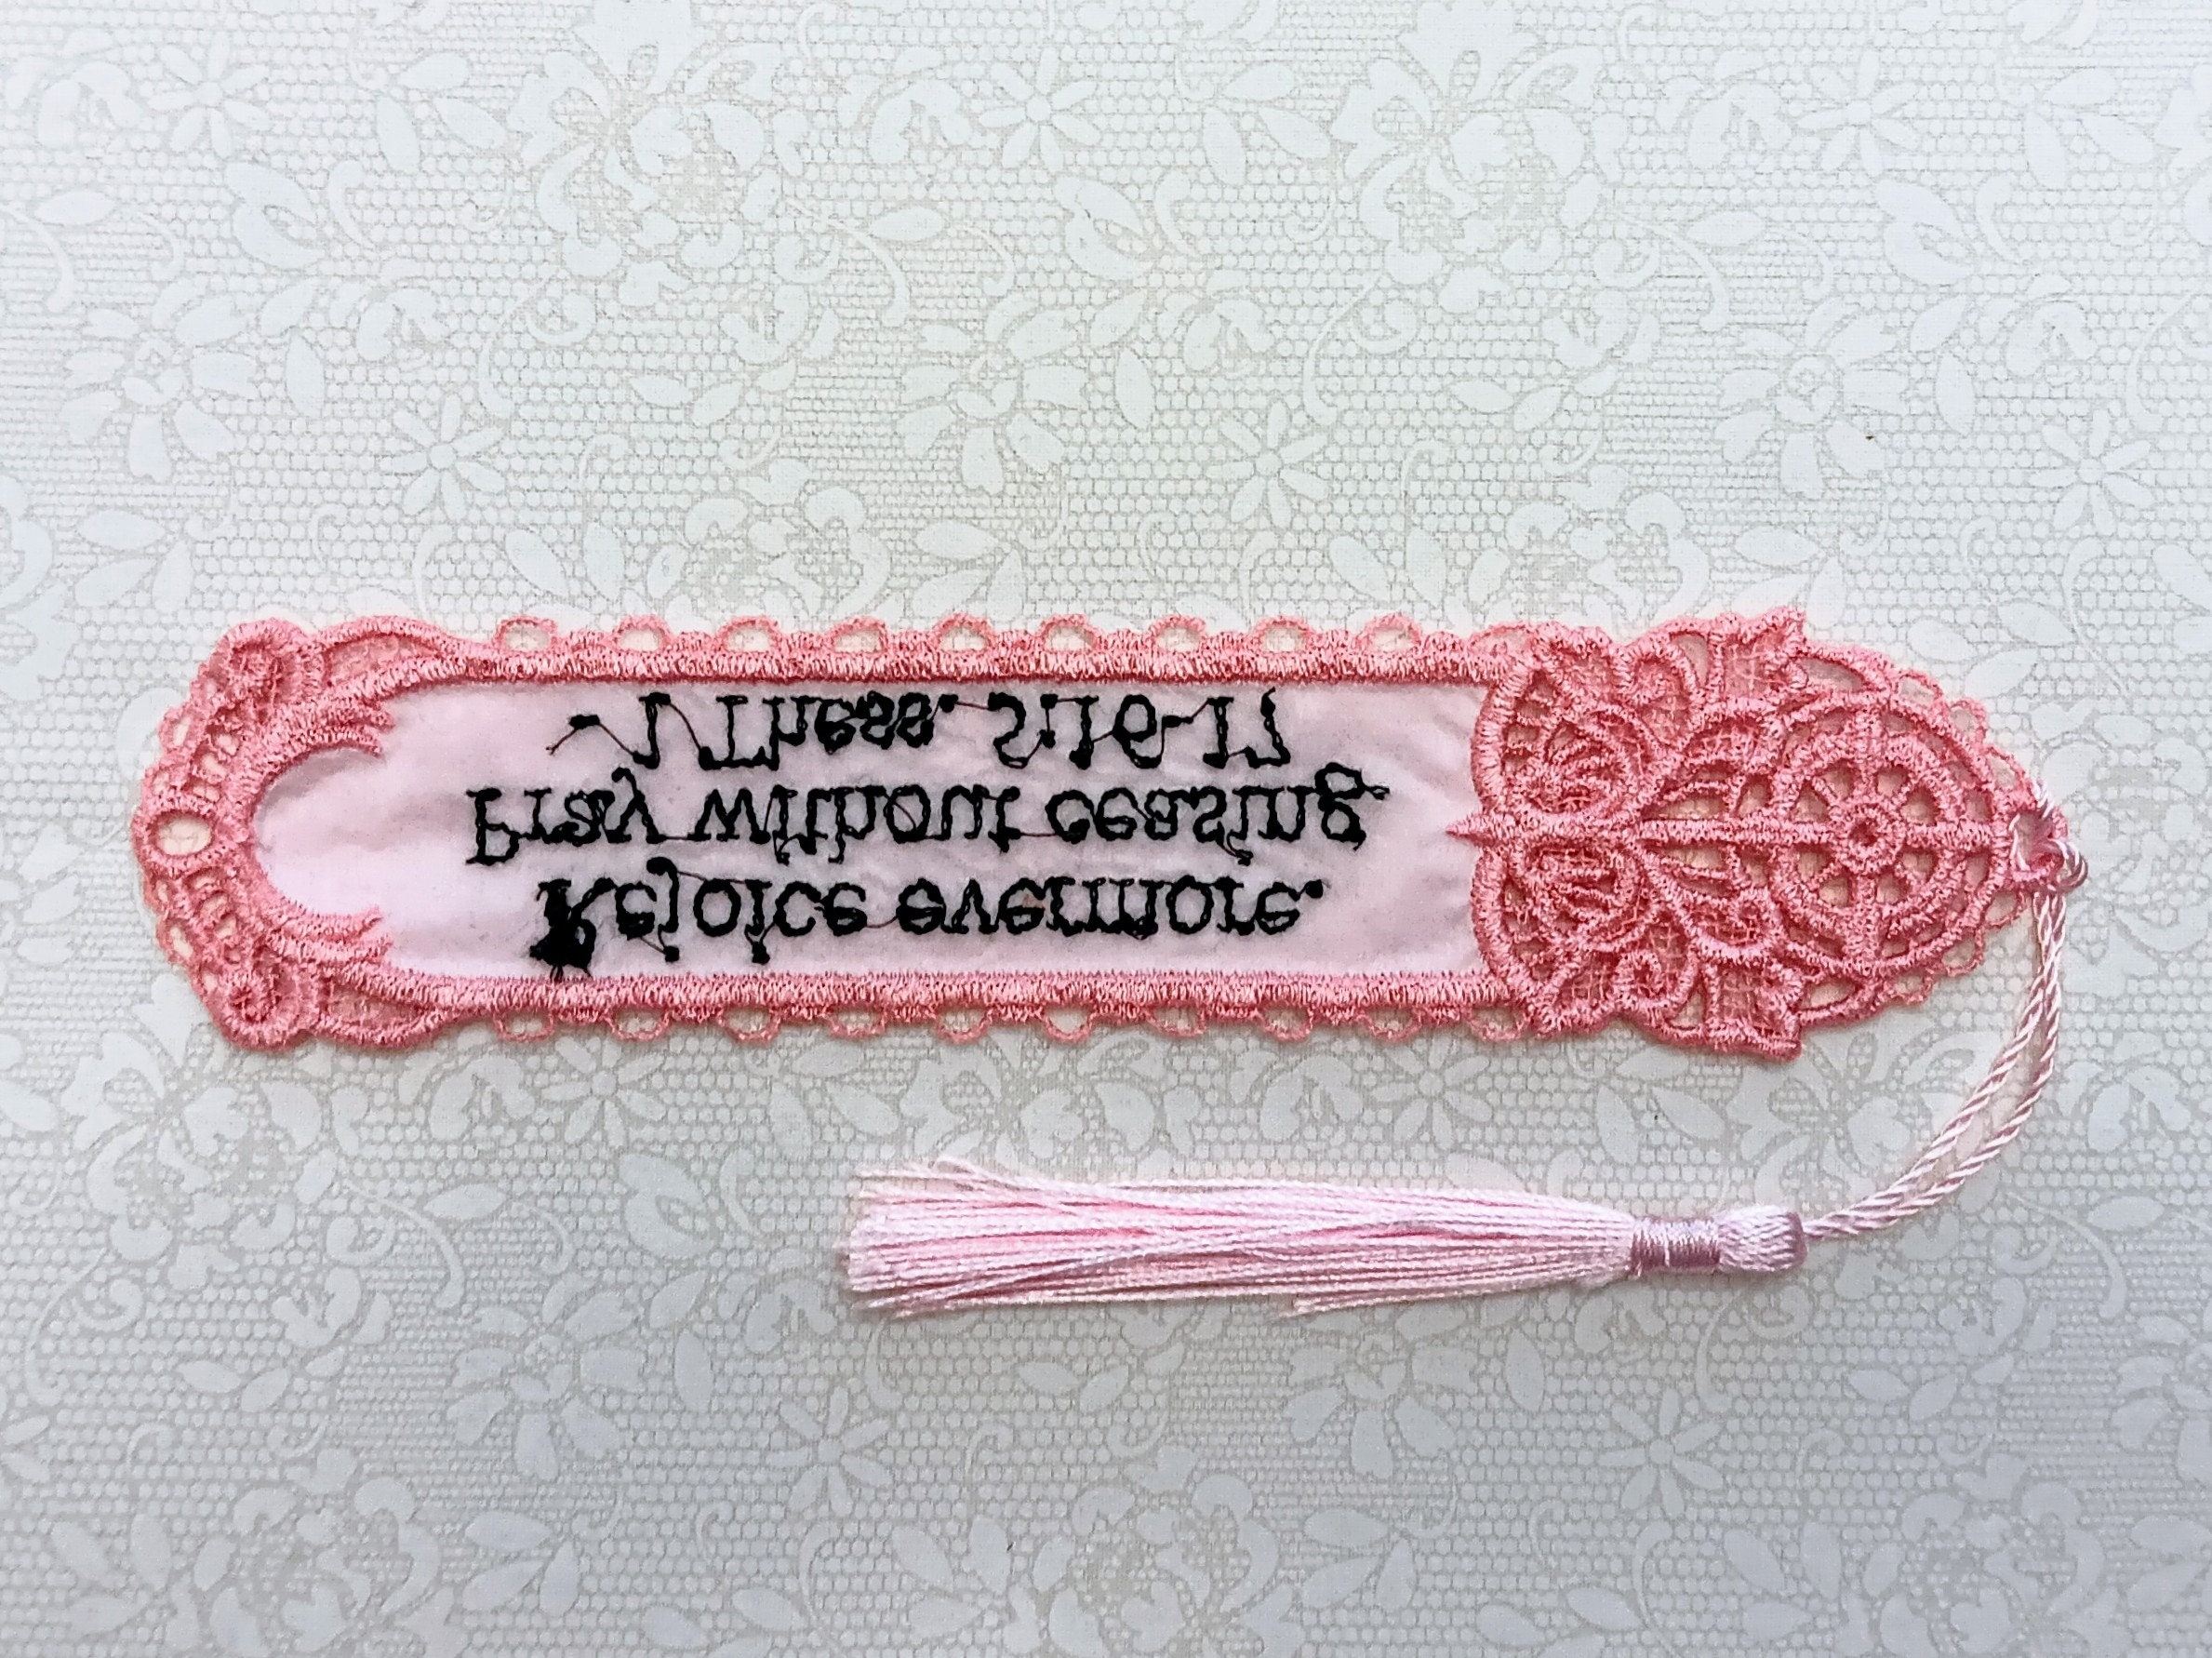 Rejoice evermore.
Pray without ceasing
1 Thess. 5:16-17